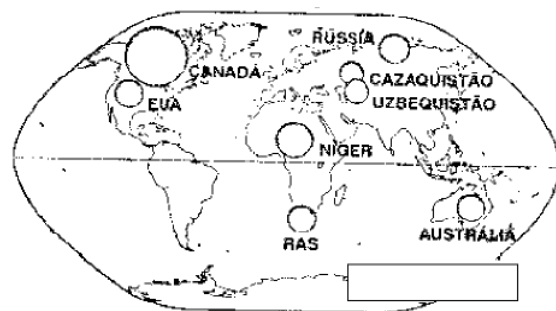 RÚSSIA
CANADÁ
CAZAQUISTÃO
EUA
UZBEQUISTÃO
NÍGER
RAS
AUSTRÁLIA